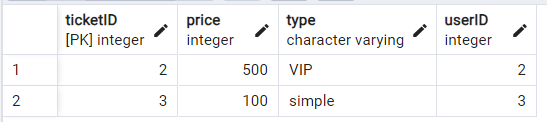 ticketID price type userID
[PK] integer integer character varying integer
1 2 500 VIP 2
2 3 100 simple 3